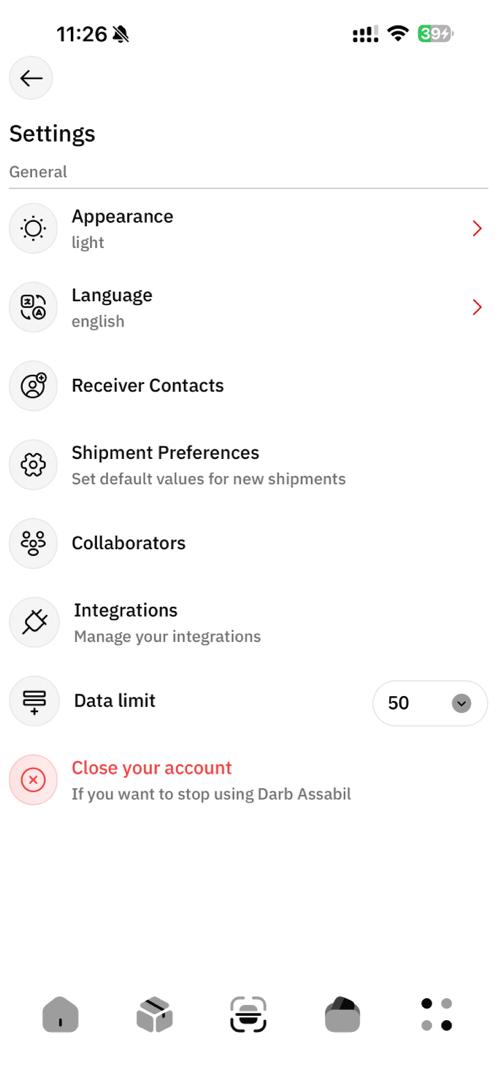 11:26
39
Settings
General
Appearance
light
Language
english
Receiver Contacts
Shipment Preferences
Set default values for new shipments
Collaborators
Integrations
Manage your integrations
Data limit
50
Close your account
If you want to stop using Darb Assabil